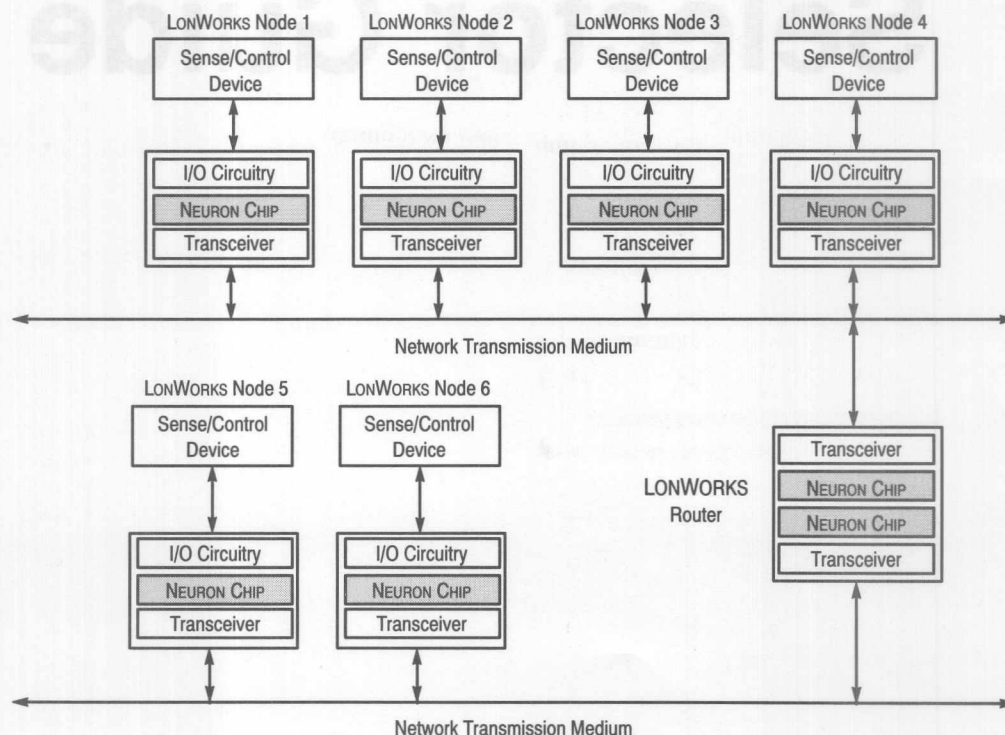 LONWORKS Node 1
LONWORKS Node 2
LONWORKS Node 3
LONWORKS Node 4
Sense/Control
Device
Sense/Control
Device
Sense/Control
Device
Sense/Control
Device
I/O Circuitry
NEURON CHIP
Transceiver
I/O Circuitry
NEURON CHIP
Transceiver
I/O Circuitry
NEURON CHIP
Transceiver
I/O Circuitry
NEURON CHIP
Transceiver
Network Transmission Medium
LONWORKS Node 5
LONWORKS Node 6
Sense/Control
Device
Sense/Control
Device
LONWORKS
Router
Transceiver
NEURON CHIP
NEURON CHIP
Transceiver
I/O Circuitry
NEURON CHIP
Transceiver
I/O Circuitry
NEURON CHIP
Transceiver
Network Transmission Medium